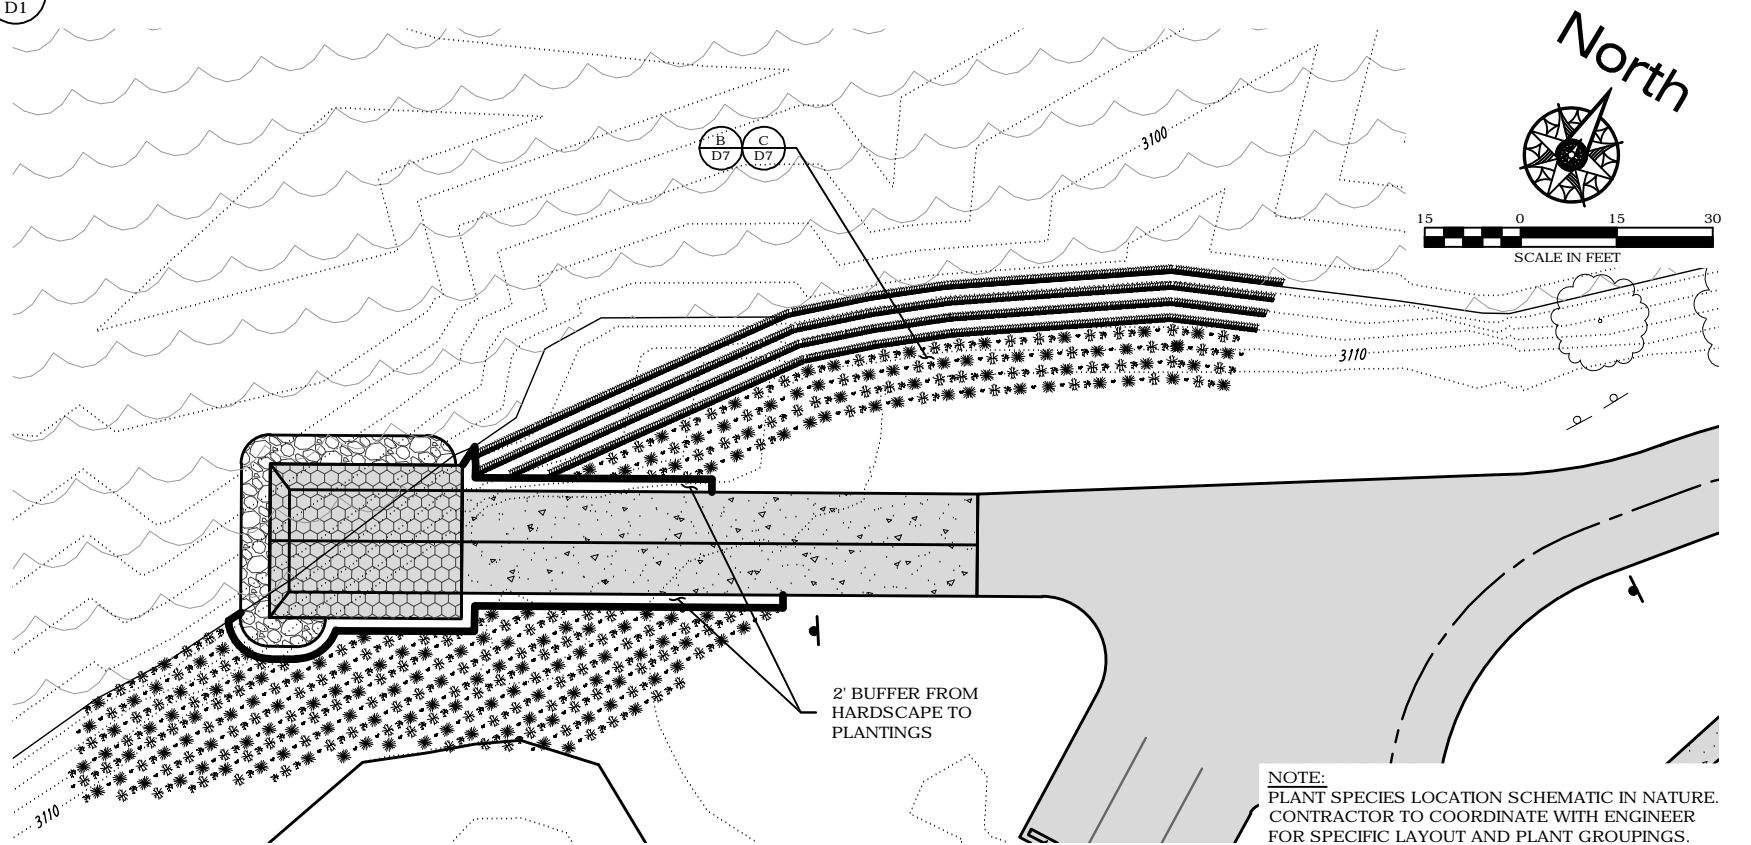 D1
North
B
D7
C
D7
3100
15 0 15 30
SCALE IN FEET
3110
2' BUFFER FROM
HARDSCAPE TO
PLANTINGS
3110
NOTE:
PLANT SPECIES LOCATION SCHEMATIC IN NATURE.
CONTRACTOR TO COORDINATE WITH ENGINEER
FOR SPECIFIC LAYOUT AND PLANT GROUPINGS.